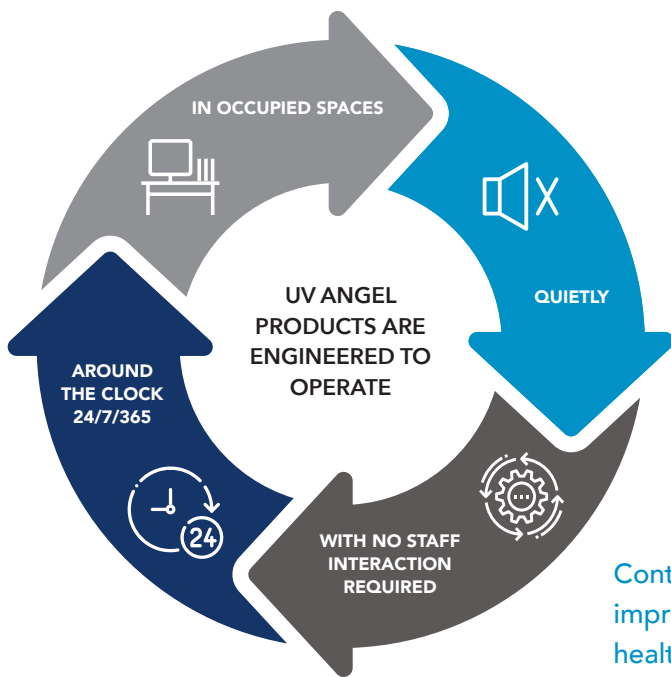 IN OCCUPIED SPACES
QUIETLY
UV ANGEL
PRODUCTS ARE
ENGINEERED TO
OPERATE
AROUND
THE CLOCK
24/7/365
24
WITH NO STAFF
INTERACTION
REQUIRED